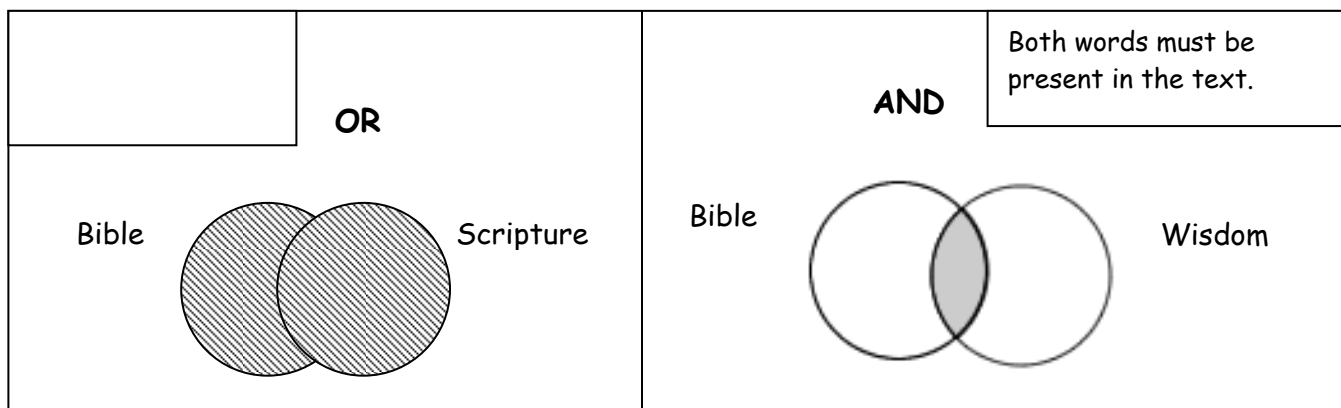 OR
Bible
Scripture
Both words must be
present in the text.
AND
Bible
Wisdom